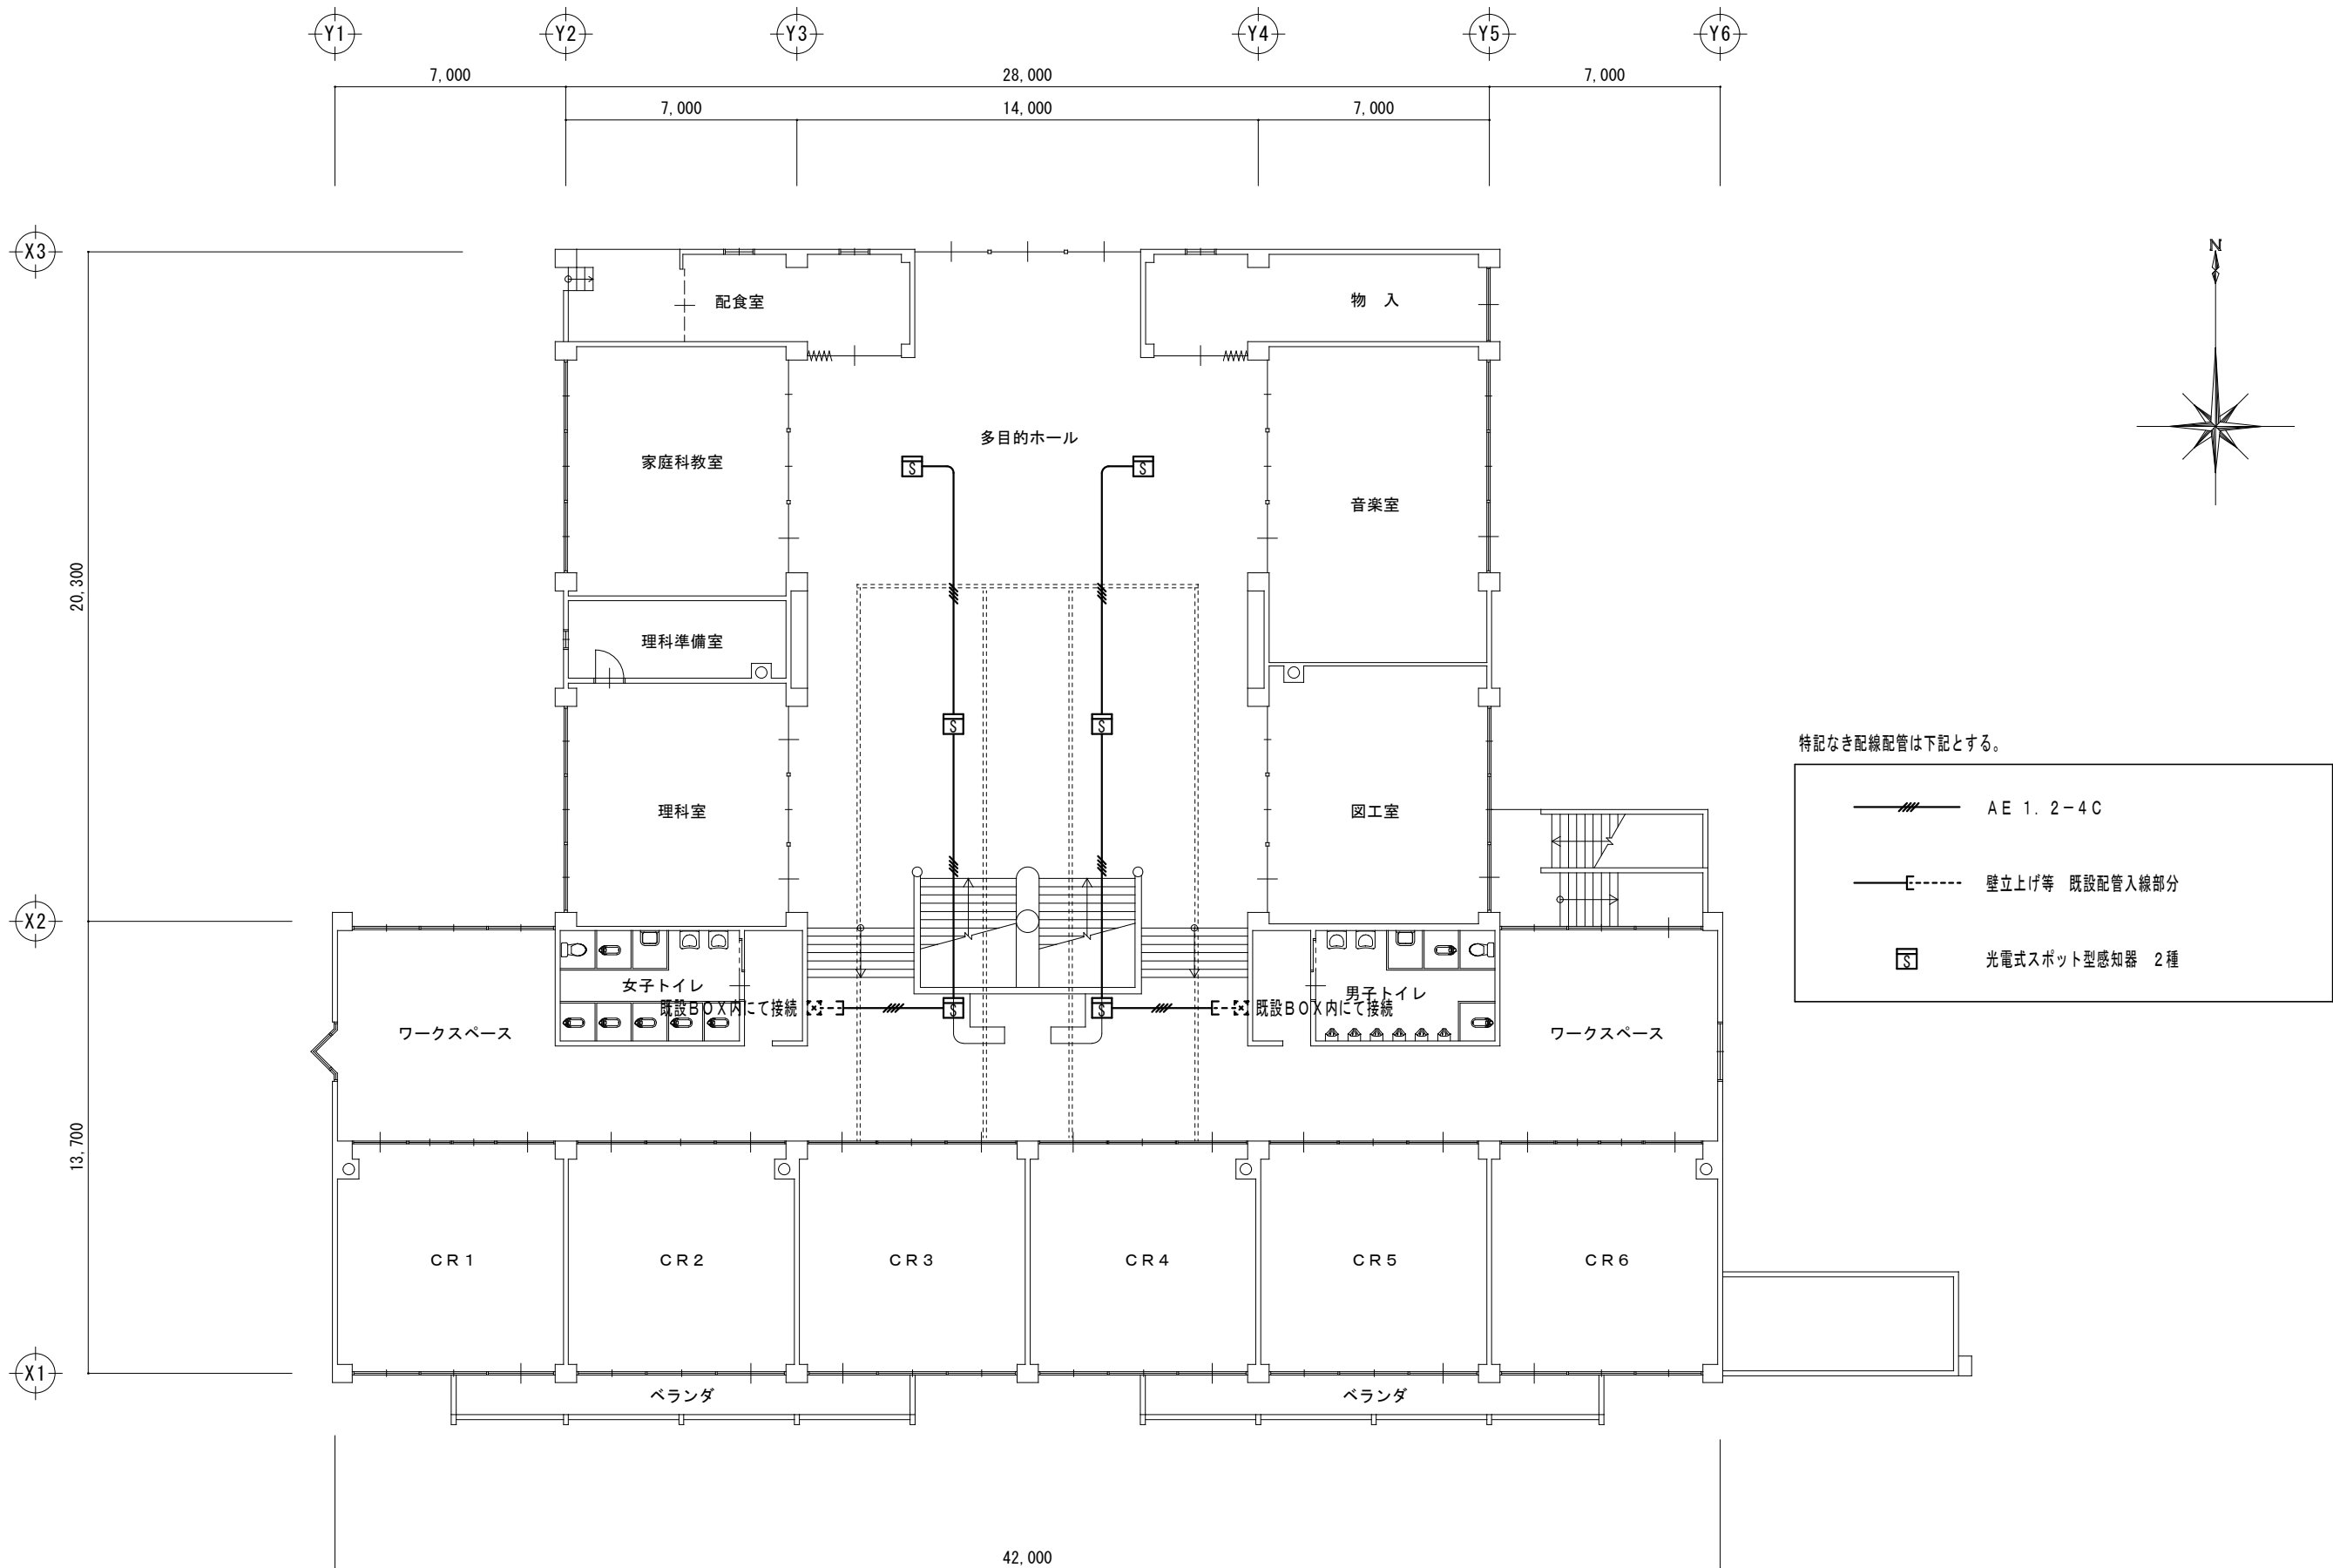 Y1 Y2 Y3 Y4 Y5 Y6
7,000 28,000 7,000
7,000 14,000 7,000
X3
N
配食室
物 入
多目的ホール
家庭科教室
S S
音楽室
20,300
理科準備室
S S
特記なき配線配管は下記とする。
AE 1.2-4C
理科室
図工室
壁立上げ等 既設配管入線部分
X2
S 光電式スポット型感知器 2種
女子トイレ
男子トイレ
既設BOX内にて接続 S S 既設BOX内にて接続
ワークスペース
ワークスペース
13,700
CR1 CR2 CR3 CR4 CR5 CR6
X1
ベランダ ベランダ
42,000